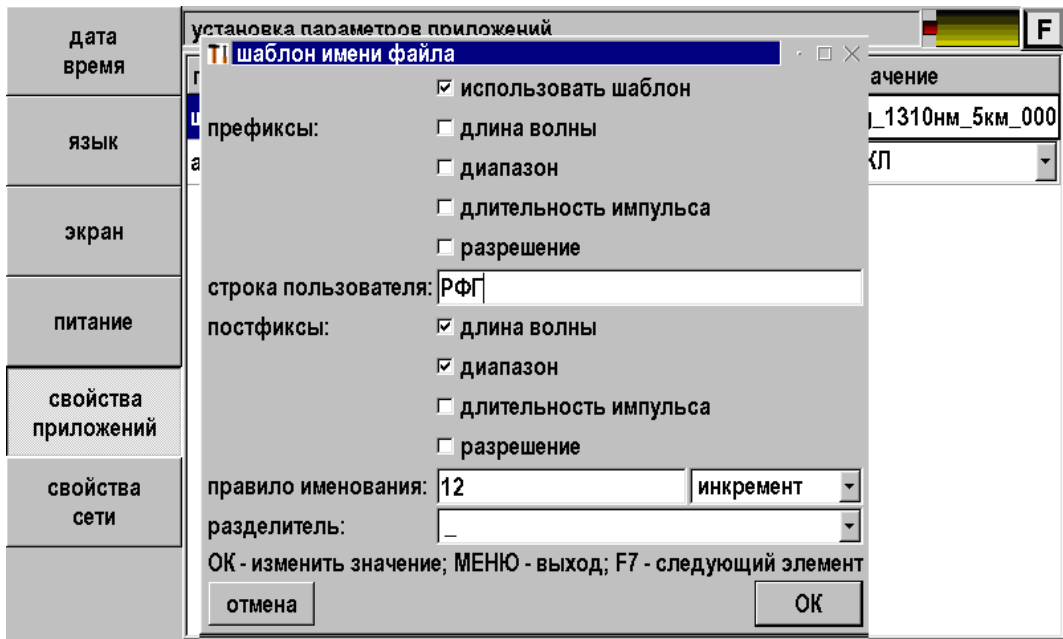 дата
время
язык
экран
питание
свойства
приложений
свойства
сети
установка параметров приложений
F
шаблон имени файла
ачение
использовать шаблон
префиксы: длина волны
_1310нм_5км_000
диапазон
КЛ
длительность импульса
разрешение
строка пользователя: РФГ
постфиксы: длина волны
диапазон
длительность импульса
разрешение
правило именования: 12 инкремент
разделитель: _
ОК - изменить значение; МЕНЮ - выход; F7 - следующий элемент
отмена ОК